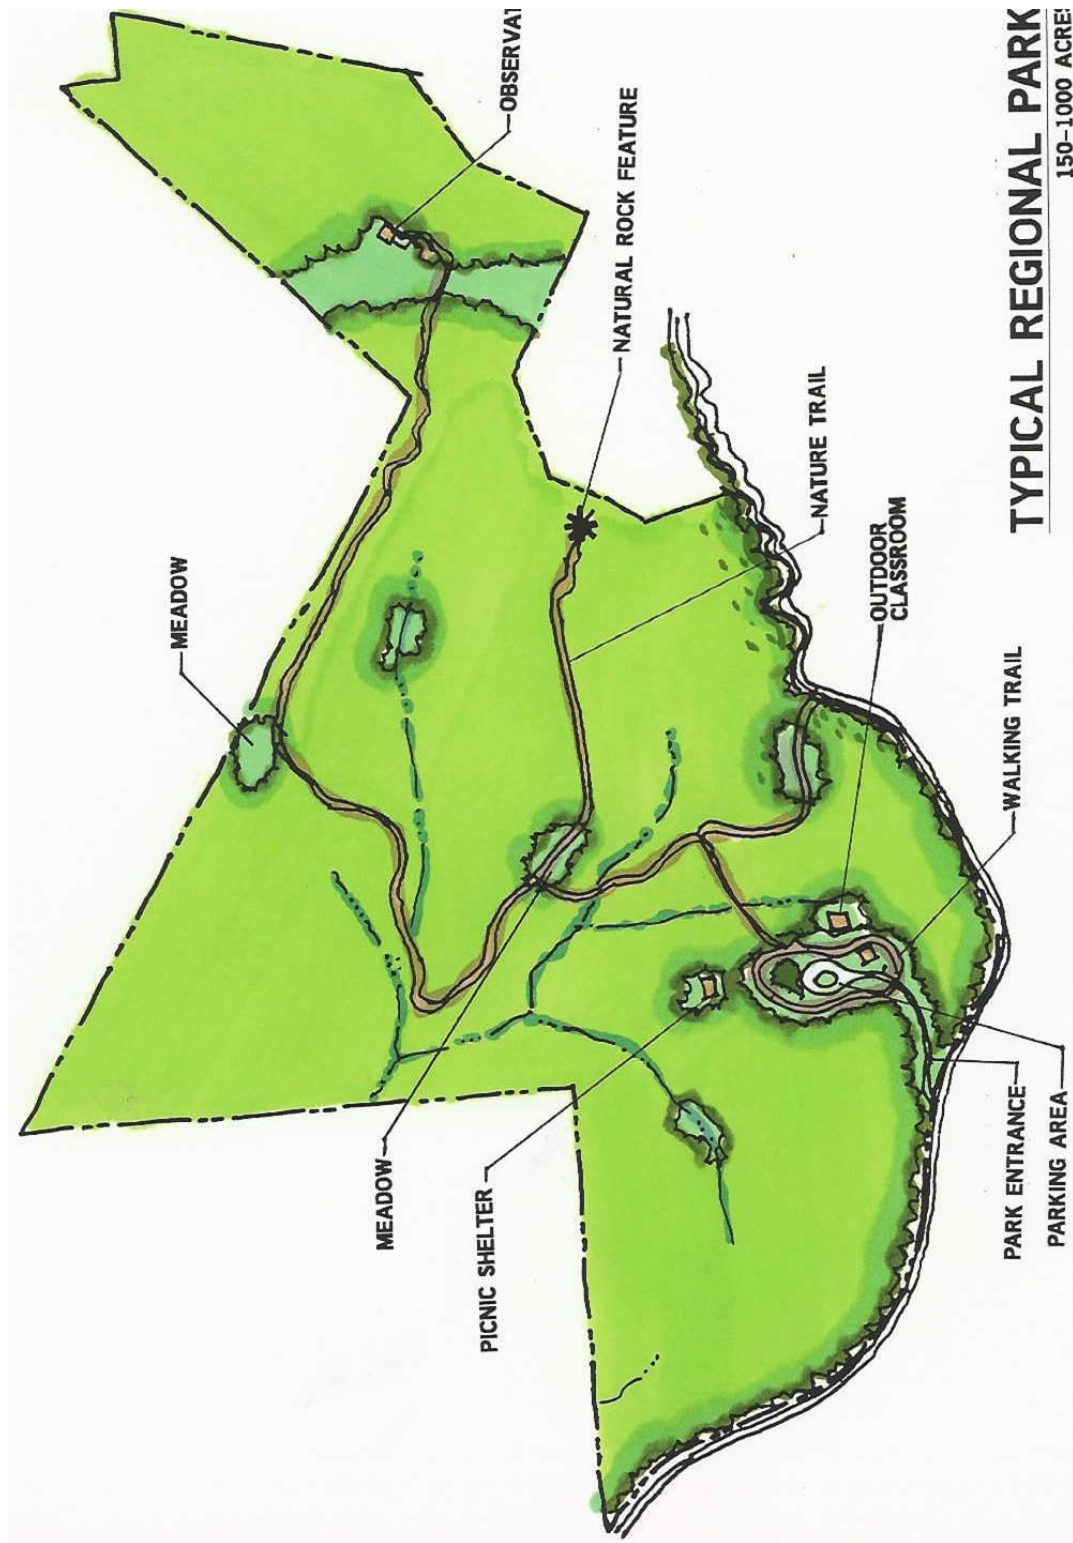 OBSERVAT
NATURAL ROCK FEATURE
MEADOW
NATURE TRAIL
OUTDOOR
CLASSROOM
WALKING TRAIL
MEADOW
PICNIC SHELTER
PARK ENTRANCE
PARKING AREA
TYPICAL REGIONAL PARK
150-1000 ACRES